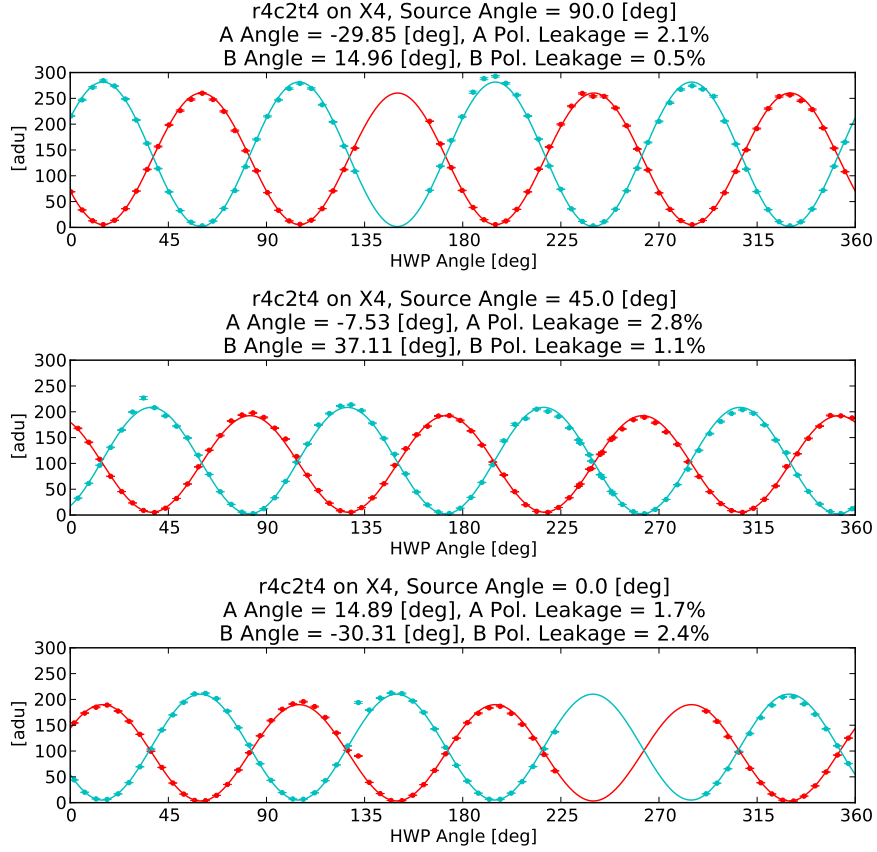 r4c2t4 on X4, Source Angle = 90.0 [deg]
A Angle = -29.85 [deg], A Pol. Leakage = 2.1%
B Angle = 14.96 [deg], B Pol. Leakage = 0.5%
300
250
200
150
100
50
0
[adu]
0 45 90 135 180 225 270 315 360
HWP Angle [deg]
r4c2t4 on X4, Source Angle = 45.0 [deg]
A Angle = -7.53 [deg], A Pol. Leakage = 2.8%
B Angle = 37.11 [deg], B Pol. Leakage = 1.1%
300
250
200
150
100
50
0
[adu]
0 45 90 135 180 225 270 315 360
HWP Angle [deg]
r4c2t4 on X4, Source Angle = 0.0 [deg]
A Angle = 14.89 [deg], A Pol. Leakage = 1.7%
B Angle = -30.31 [deg], B Pol. Leakage = 2.4%
300
250
200
150
100
50
0
[adu]
0 45 90 135 180 225 270 315 360
HWP Angle [deg]